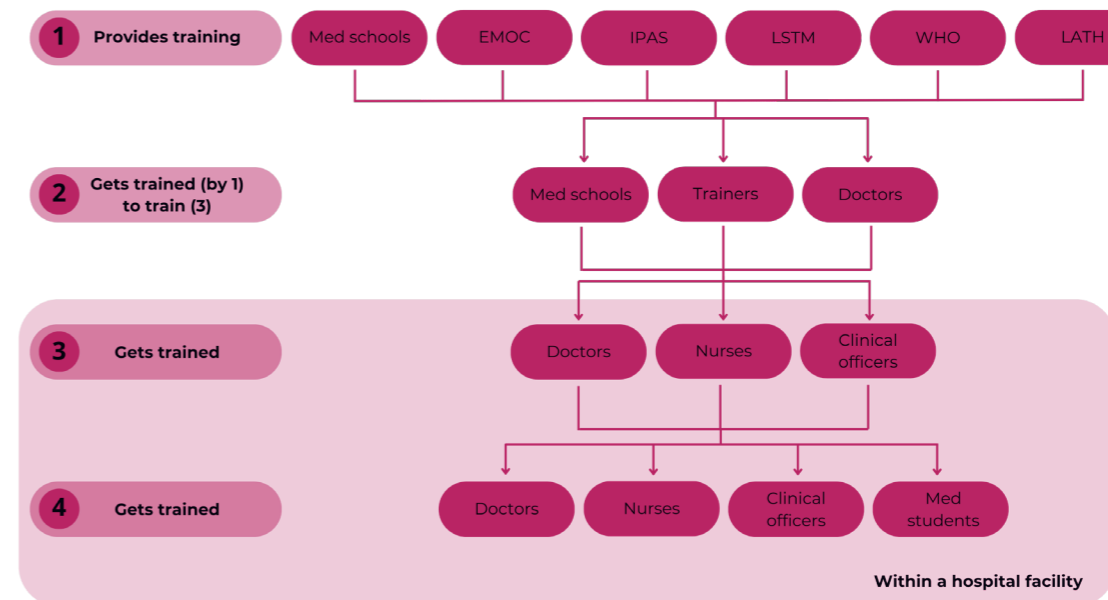 1 Provides training Med schools EMOC IPAS LSTM WHO LATH
2 Gets trained (by 1)
to train (3)
Med schools Trainers Doctors
3 Gets trained Doctors Nurses Clinical
officers
4 Gets trained Doctors Nurses Clinical
officers
Med
students
Within a hospital facility